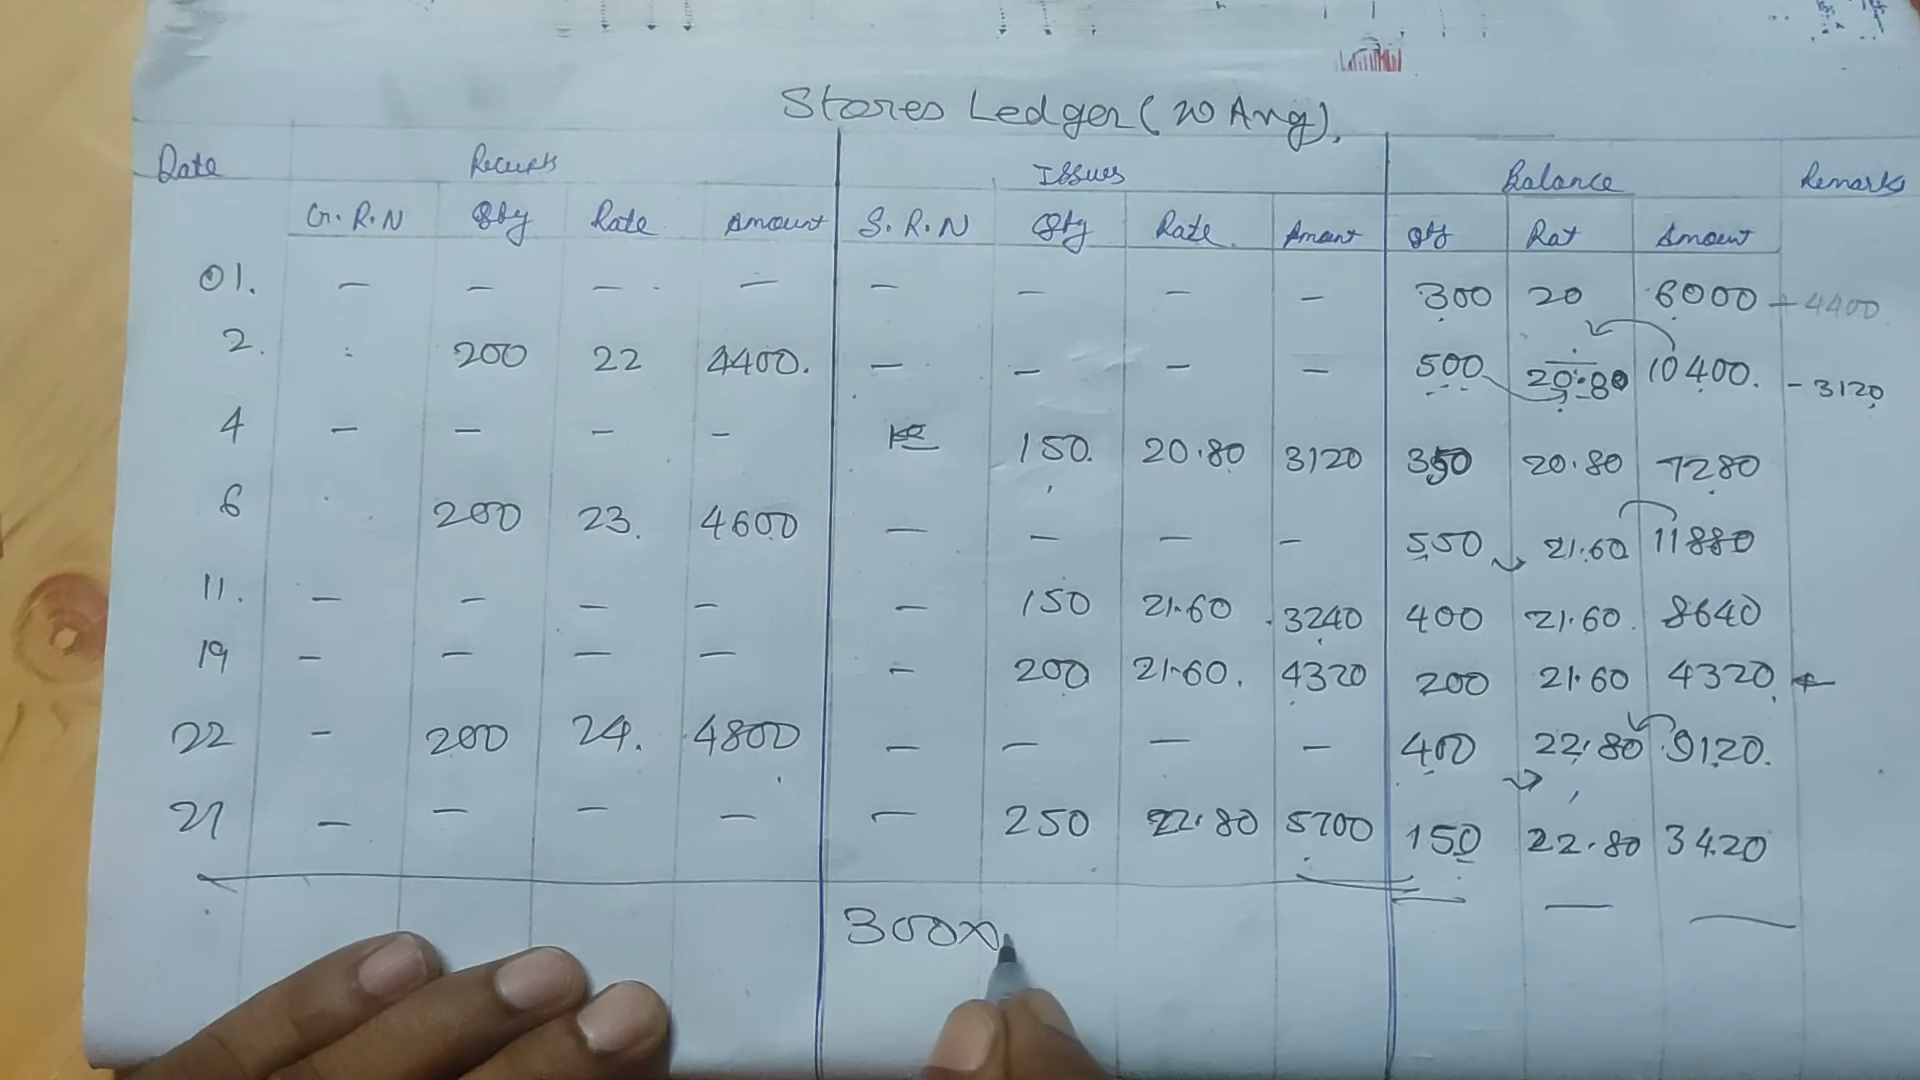 Stores Ledger (W Avg).
Date Receipts Issues Balance Remarks
G.R.N Qty Rate Amount S.R.N Qty Rate Amount Qty Rat Amount
01. — — — — — — — — 300 20 6000 + 4400
2. 200 22 4400. — — — — 500 20.80 10400. - 3120
4 — — — — 150. 20.80 3120 350 20.80 7280
6 200 23. 4600 — — — — 550 21.60 11880
11. — — — — — 150 21.60 3240 400 21.60. 8640
19 — — — — — 200 21.60. 4320 200 21.60 4320
22 — 200 24. 4800 — — — — 400 22.80 9120.
27 — — — — — 250 22.80 5700 150 22.80 3420
300×